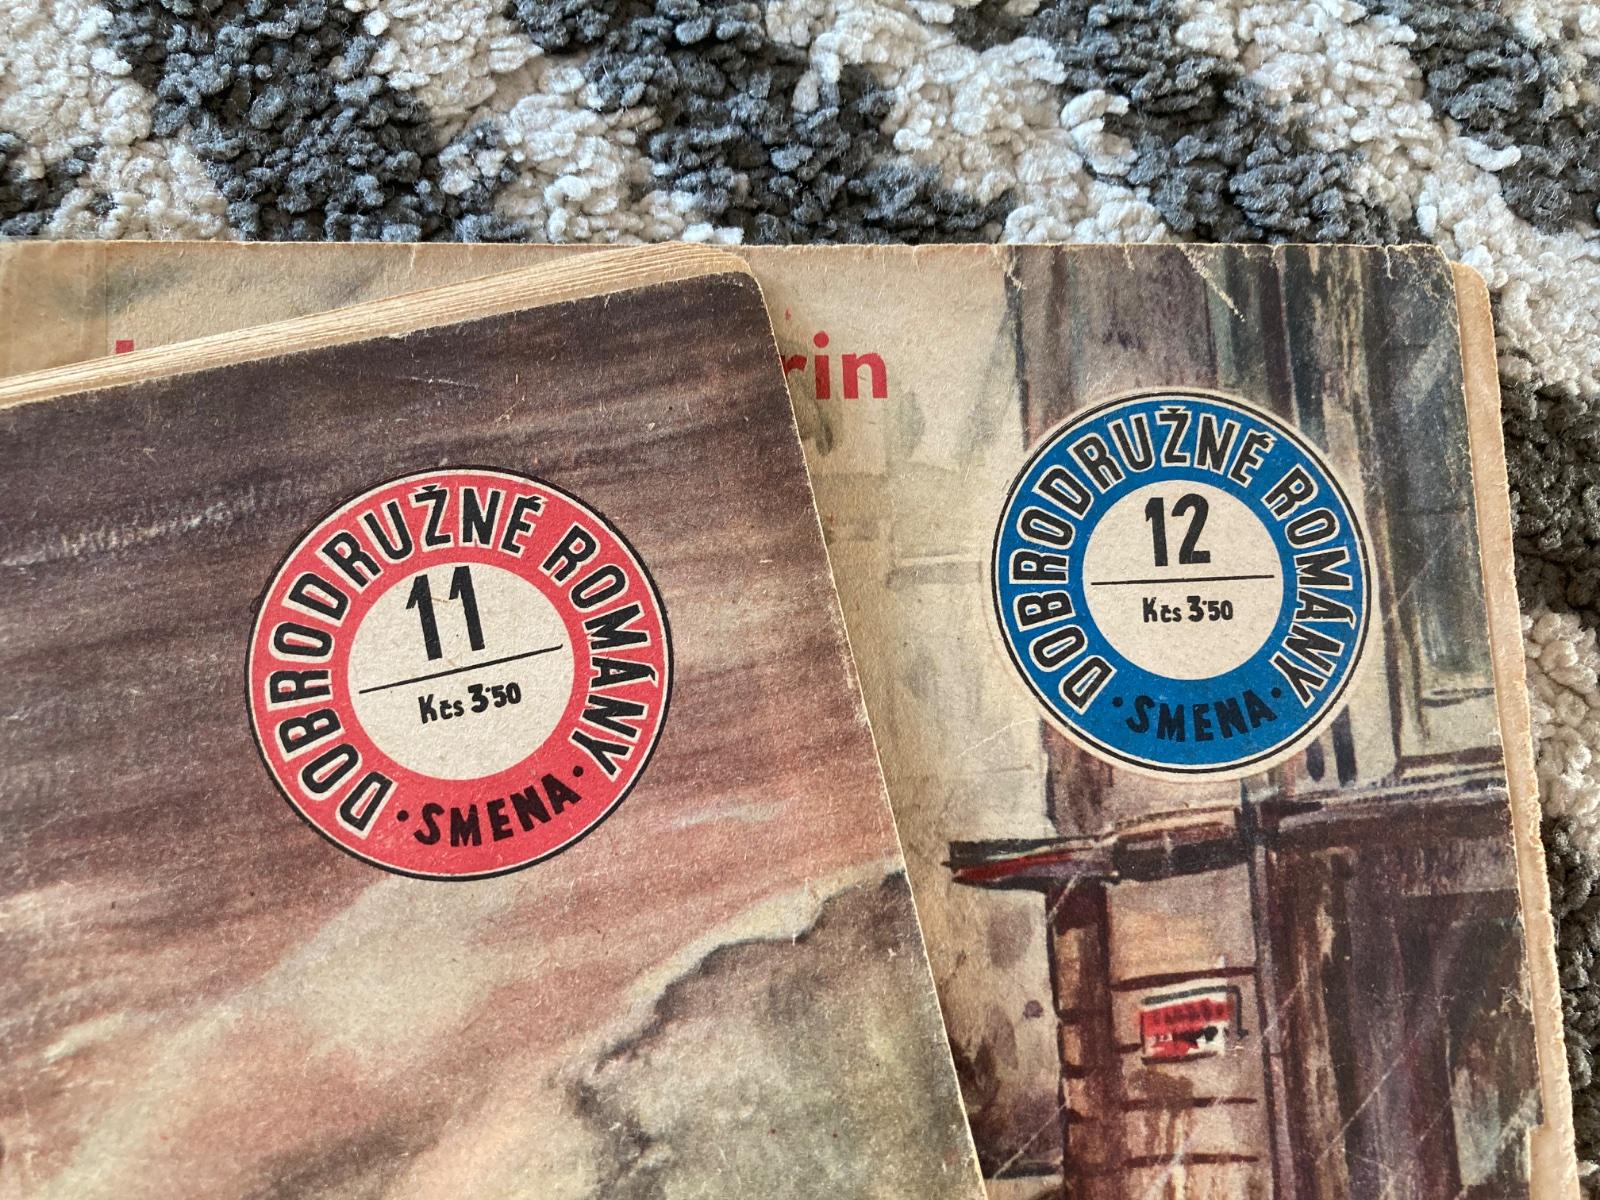 rin
DOBRODRUŽNÉ ROMÁNY
11
Kčs 3·50
·SMENA·
DOBRODRUŽNÉ ROMÁNY
12
Kčs 3·50
·SMENA·